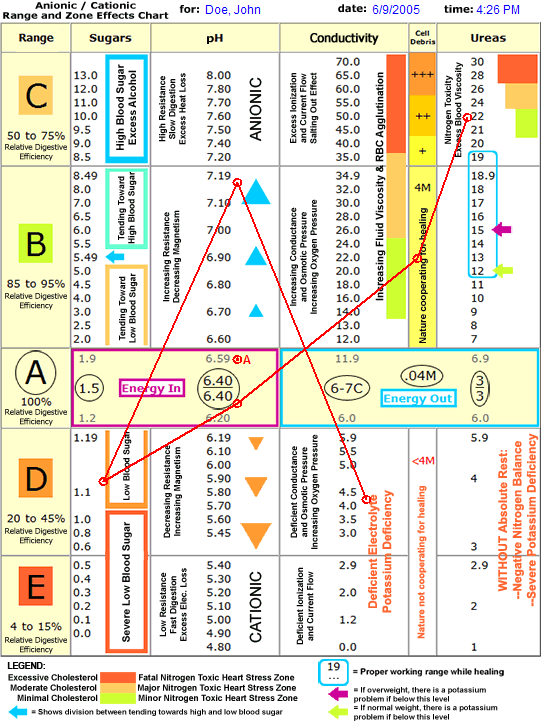 Anionic / Cationic
Range and Zone Effects Chart
for: Doe, John
date: 6/9/2005
time: 4:26 PM
Range
Sugars
pH
Conductivity
Cell
Debris
Ureas
C
50 to 75%
Relative Digestive
Efficiency
13.0
12.0
11.0
10.0
9.5
9.0
8.5
High Blood Sugar
Excess Alcohol
High Resistance
Slow Digestion
Excess Heat Loss
8.00
7.80
7.70
7.60
7.50
7.40
7.20
ANIONIC
Excess Ionization
and Current Flow
Salting Out Effect
70.0
65.0
60.0
55.0
50.0
45.0
40.0
35.0
Increasing Fluid Viscosity & RBC Agglutination
+++
++
+
Nitrogen Toxicity
Excess Blood Viscosity
30
28
26
24
22
21
20
19
B
85 to 95%
Relative Digestive
Efficiency
8.49
8.0
7.5
7.0
6.5
6.0
5.49
5.0
4.5
4.0
3.5
3.0
2.5
2.0
Tending Toward
High Blood Sugar
Tending Toward
Low Blood Sugar
Increasing Resistance
Decreasing Magnetism
7.19
7.10
7.00
6.90
6.80
6.70
6.60
Increasing Conductance
and Osmotic Pressure
Increasing Oxygen Pressure
34.9
32.0
30.0
28.0
26.0
24.0
22.0
20.0
18.0
16.0
14.0
13.0
12.0
4M
Nature cooperating for healing
18.9
18
17
16
15
14
13
12
11
10
9
8
7
A
100%
Relative Digestive
Efficiency
1.9
1.5
1.2
Energy In
6.59
A
6.40
6.40
6.20
11.9
6-7C
6.0
.04M
Energy Out
6.9
3
3
6.0
D
20 to 45%
Relative Digestive
Efficiency
1.19
1.1
1.0
0.8
0.6
Low Blood Sugar
Decreasing Resistance
Increasing Magnetism
6.19
6.10
6.00
5.90
5.80
5.70
5.60
5.45
Deficient Conductance
and Osmotic Pressure
Increasing Oxygen Pressure
5.9
5.5
5.0
4.5
4.0
3.5
3.0
Deficient Electrolyte
Potassium Deficiency
<4M
Nature not cooperating for healing
5.9
4
3
WITHOUT Absolute Rest:
--Negative Nitrogen Balance
--Severe Potassium Deficiency
E
4 to 15%
Relative Digestive
Efficiency
0.5
0.4
0.3
0.2
0.1
0.0
Severe Low Blood Sugar
Low Resistance
Fast Digestion
Excess Elec. Loss
5.40
5.30
5.20
5.10
5.00
4.90
4.80
CATIONIC
Deficient Ionization
and Current Flow
2.9
2.0
1.2
0.0
2.9
2
1
LEGEND:
Excessive Cholesterol
Fatal Nitrogen Toxic Heart Stress Zone
Moderate Cholesterol
Major Nitrogen Toxic Heart Stress Zone
Minimal Cholesterol
Minor Nitrogen Toxic Heart Stress Zone
= Shows division between tending towards high and low blood sugar
19
...
= Proper working range while healing
= If overweight, there is a potassium
problem if below this level
= If normal weight, there is a potassium
problem if below this level